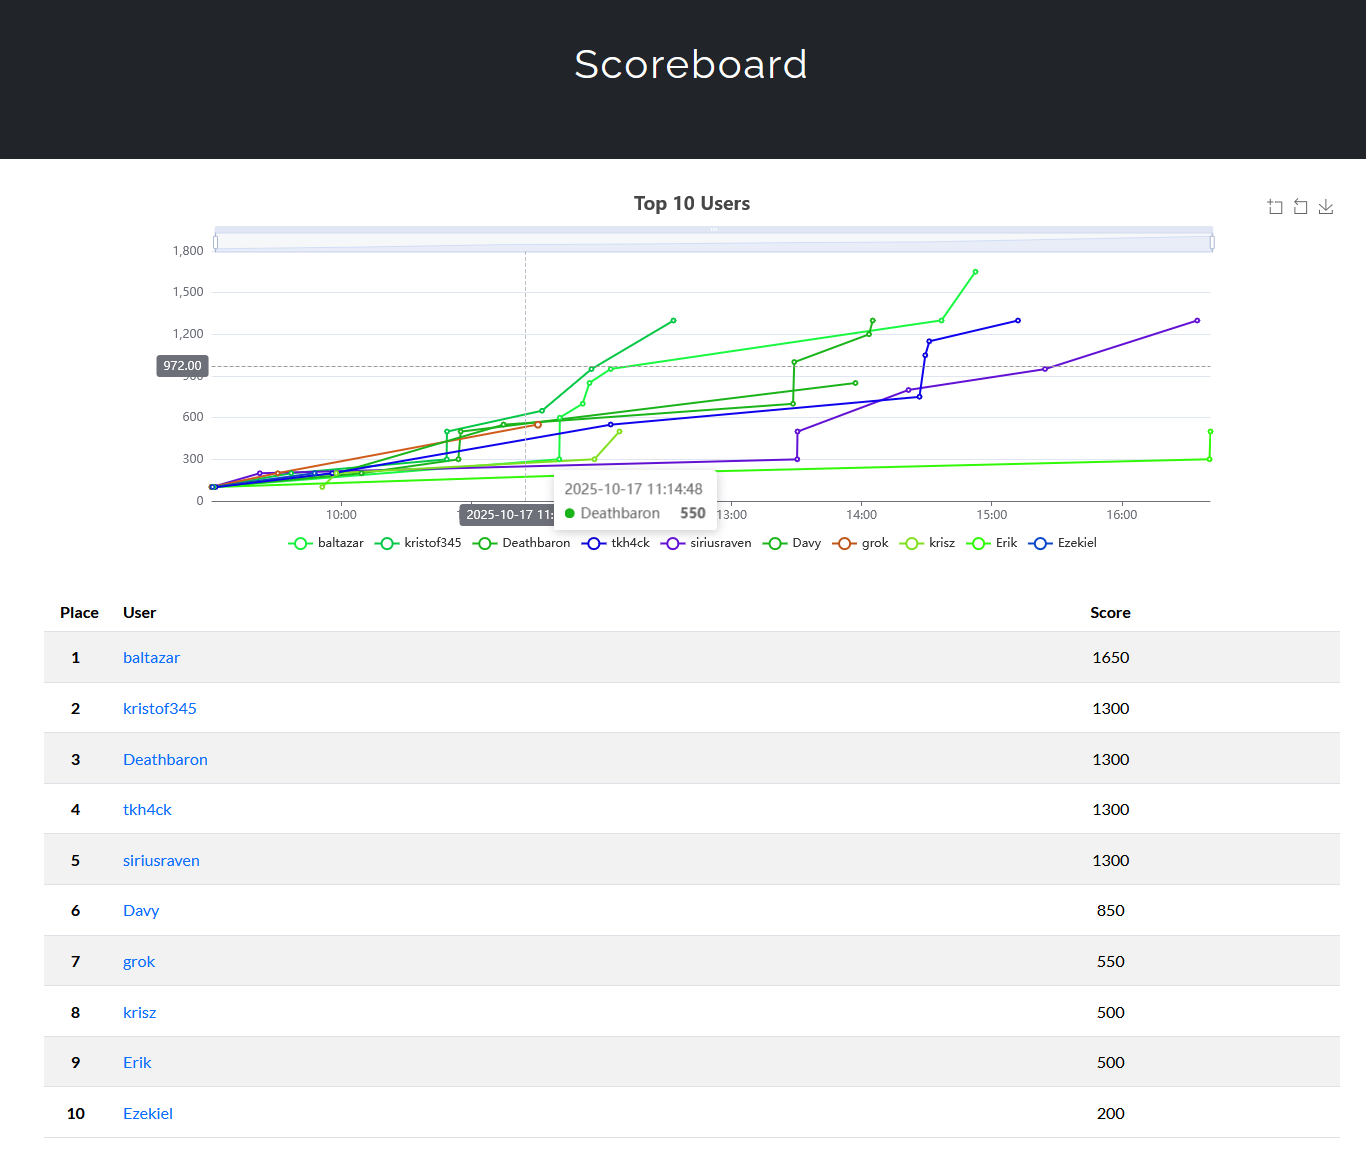 Scoreboard
Top 10 Users
1,800
1,500
1,200
972.00
600
300
0
10:00
2025-10-17 11:
13:00
14:00
15:00
16:00
2025-10-17 11:14:48
Deathbaron 550
baltazar kristof345 Deathbaron tkh4ck siriusraven Davy grok krisz Erik Ezekiel
Place User Score
1 baltazar 1650
2 kristof345 1300
3 Deathbaron 1300
4 tkh4ck 1300
5 siriusraven 1300
6 Davy 850
7 grok 550
8 krisz 500
9 Erik 500
10 Ezekiel 200